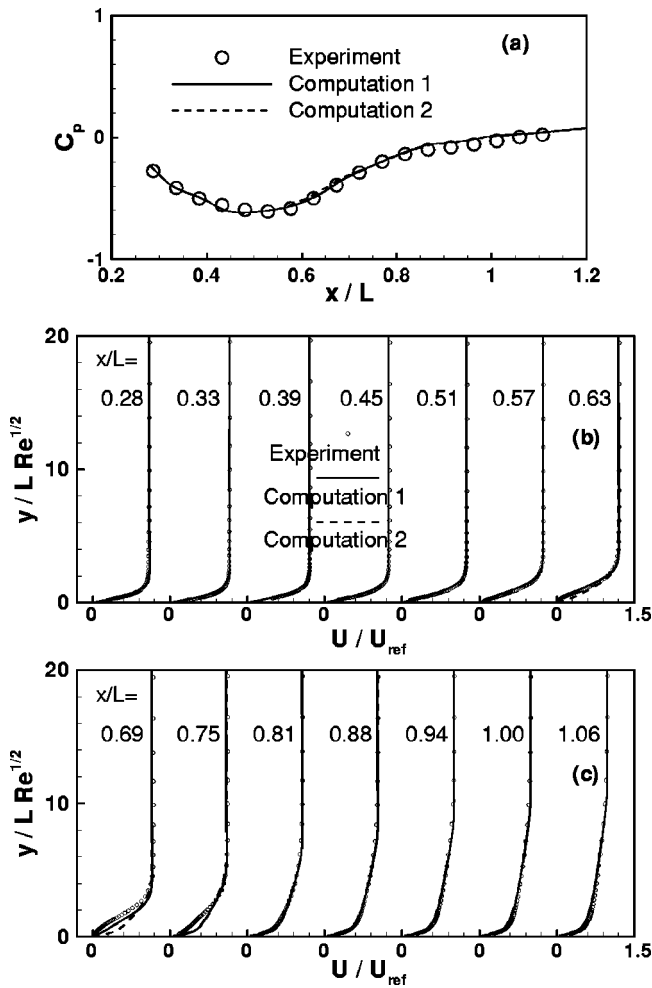 1
(a)
Experiment
Computation 1
Computation 2
C_p
0
-1
0.2 0.4 0.6 0.8 1 1.2
x / L
20
x/L=
0.28 0.33 0.39 0.45 0.51 0.57 0.63
(b)
Experiment
Computation 1
Computation 2
y / L Re^{1/2}
10
0
0 0 0 0 0 0 0 1.5
U / U_ref
20
x/L=
0.69 0.75 0.81 0.88 0.94 1.00 1.06
(c)
y / L Re^{1/2}
10
0
0 0 0 0 0 0 0 1.5
U / U_ref